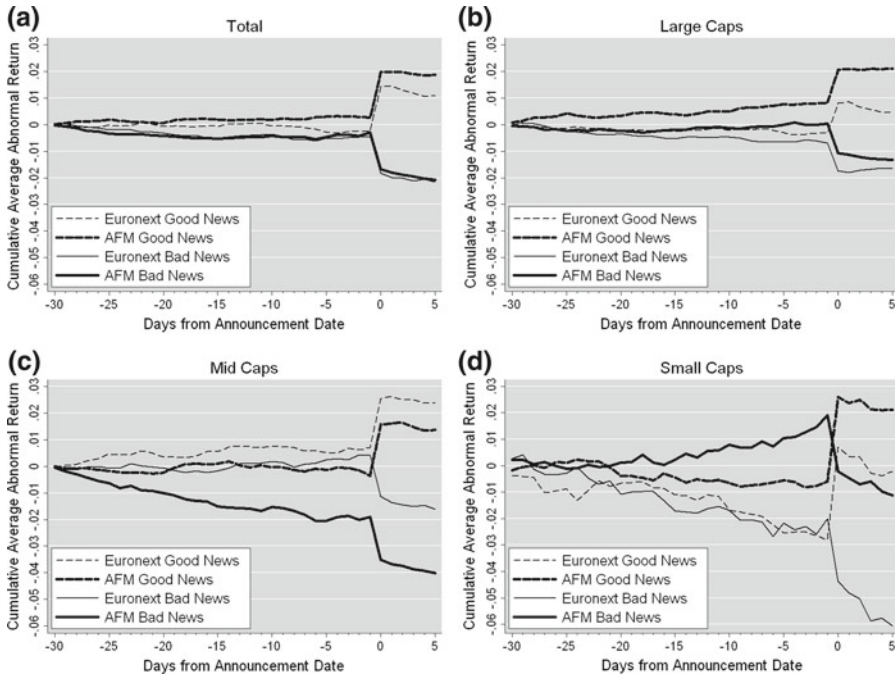 (a)
Total
Cumulative Average Abnormal Return
.03
.02
.01
0
-.01
-.02
-.03
-.04
-.05
-.06
Euronext Good News
AFM Good News
Euronext Bad News
AFM Bad News
-30 -25 -20 -15 -10 -5 0 5
Days from Announcement Date
(b)
Large Caps
Cumulative Average Abnormal Return
.03
.02
.01
0
-.01
-.02
-.03
-.04
-.05
-.06
Euronext Good News
AFM Good News
Euronext Bad News
AFM Bad News
-30 -25 -20 -15 -10 -5 0 5
Days from Announcement Date
(c)
Mid Caps
Cumulative Average Abnormal Return
.03
.02
.01
0
-.01
-.02
-.03
-.04
-.05
-.06
Euronext Good News
AFM Good News
Euronext Bad News
AFM Bad News
-30 -25 -20 -15 -10 -5 0 5
Days from Announcement Date
(d)
Small Caps
Cumulative Average Abnormal Return
.03
.02
.01
0
-.01
-.02
-.03
-.04
-.05
-.06
Euronext Good News
AFM Good News
Euronext Bad News
AFM Bad News
-30 -25 -20 -15 -10 -5 0 5
Days from Announcement Date